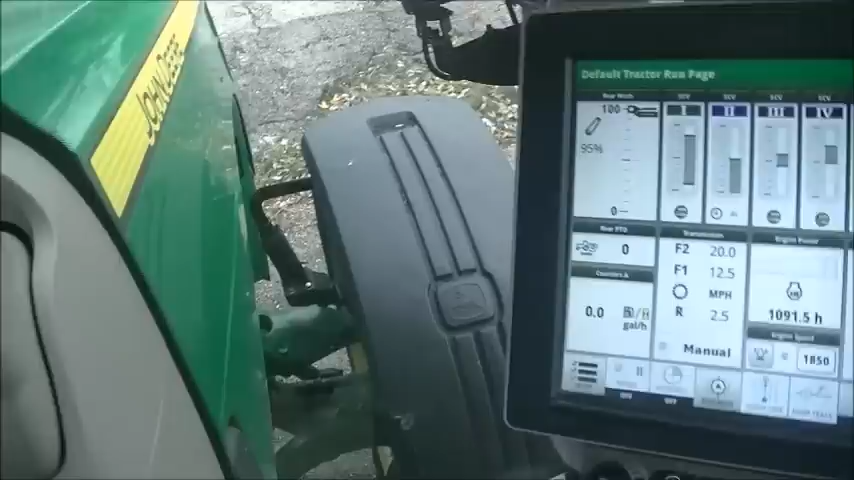 JOHN DEERE
Default Tractor Run Page
Rear Hitch
SCV
SCV
SCV
SCV
100
I
II
III
IV
95%
0
Rear PTO
Transmission
Engine Power
0
F2 20.0
F1 12.5
MPH
R 2.5
Manual
Counters A
0.0
gal/h
1091.5 h
Engine Speed
1850
OFF